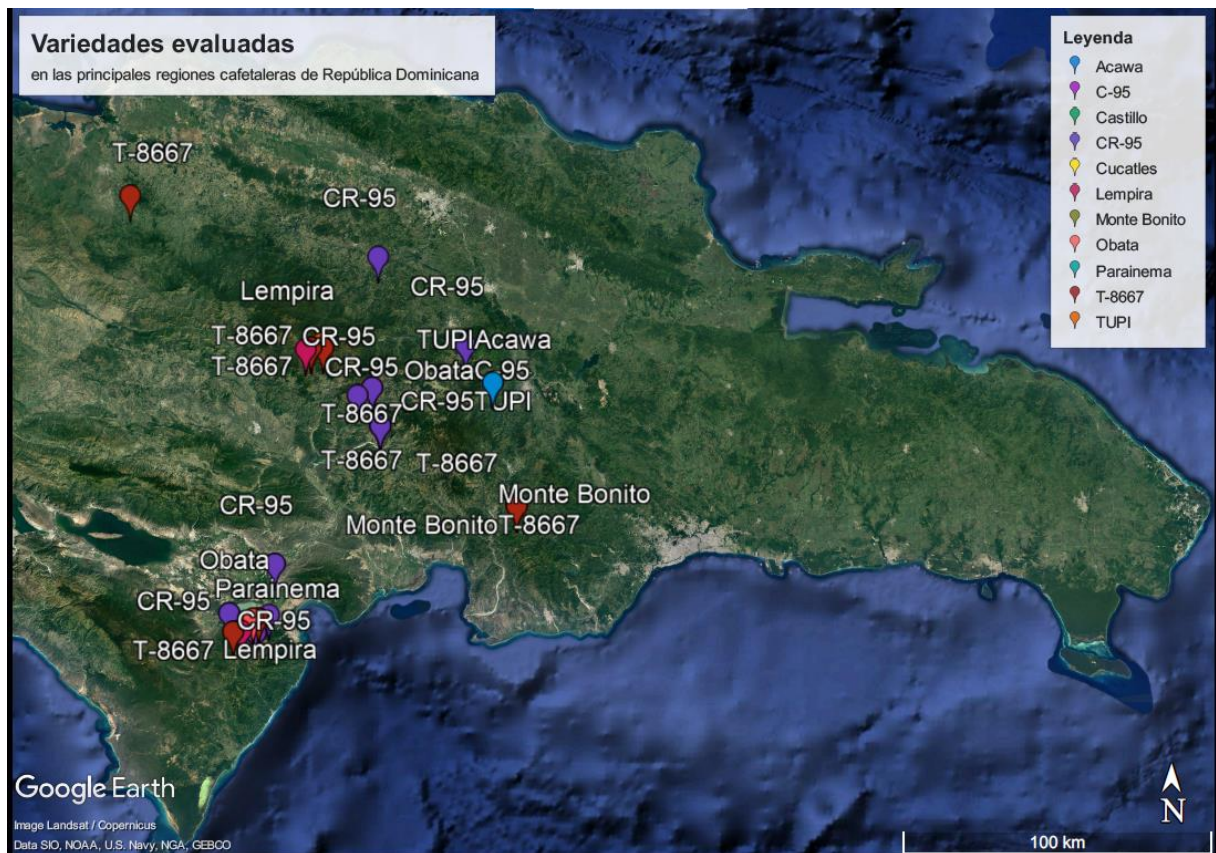 Variedades evaluadas
en las principales regiones cafetaleras de República Dominicana
Leyenda
Acawa
C-95
Castillo
CR-95
Cucatles
Lempira
Monte Bonito
Obata
Parainema
T-8667
TUPI
T-8667
CR-95
CR-95
Lempira
T-8667 CR-95
TUPIAcawa
T-8667 CR-95
ObataC-95
T-8667
CR-95TUPI
T-8667 T-8667
Monte Bonito
CR-95
Monte BonitoT-8667
Obata
Parainema
CR-95
CR-95
T-8667 Lempira
Google Earth
Image Landsat / Copernicus
Data SIO, NOAA, U.S. Navy, NGA, GEBCO
N
100 km